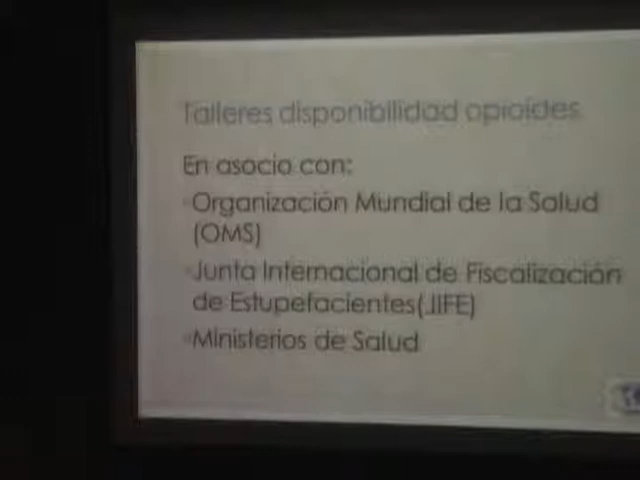 Talleres disponibilidad opioides
En asocio con:
Organización Mundial de la Salud
(OMS)
Junta Internacional de Fiscalización
de Estupefacientes(JIFE)
Ministerios de Salud